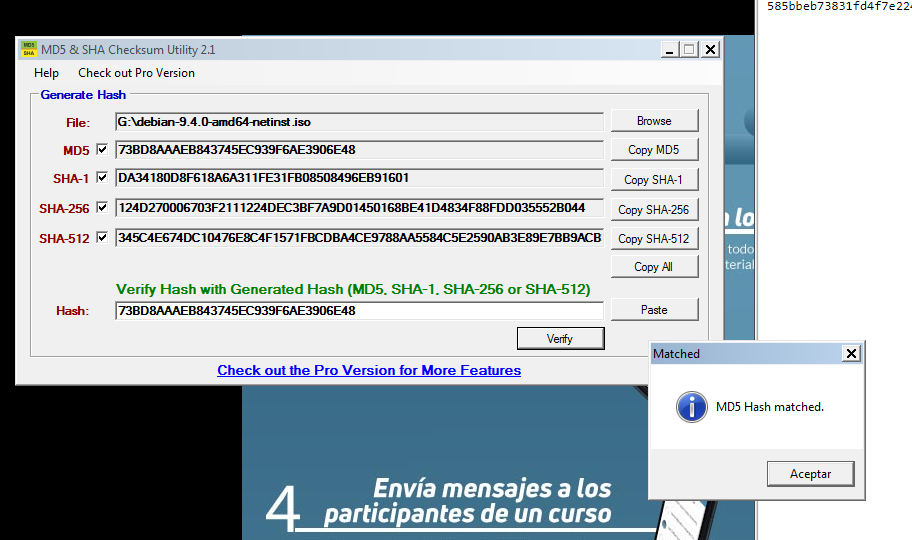 585bbeb73831fd4f7e224
MD5 & SHA Checksum Utility 2.1
Help Check out Pro Version
Generate Hash
File: G:\debian-9.4.0-amd64-netinst.iso Browse
MD5 73BD8AAAEB843745EC939F6AE3906E48 Copy MD5
SHA-1 DA34180D8F618A6A311FE31FB08508496EB91601 Copy SHA-1
SHA-256 124D270006703F2111224DEC3BF7A9D01450168BE41D4834F88FDD035552B044 Copy SHA-256
SHA-512 345C4E674DC10476E8C4F1571FBCDBA4CE9788AA5584C5E2590AB3E89E7BB9ACB Copy SHA-512
Copy All
Verify Hash with Generated Hash (MD5, SHA-1, SHA-256 or SHA-512)
Hash: 73BD8AAAEB843745EC939F6AE3906E48 Paste
Verify
Check out the Pro Version for More Features
lo
todo
terial
Matched
MD5 Hash matched.
Aceptar
4 Envía mensajes a los
participantes de un curso